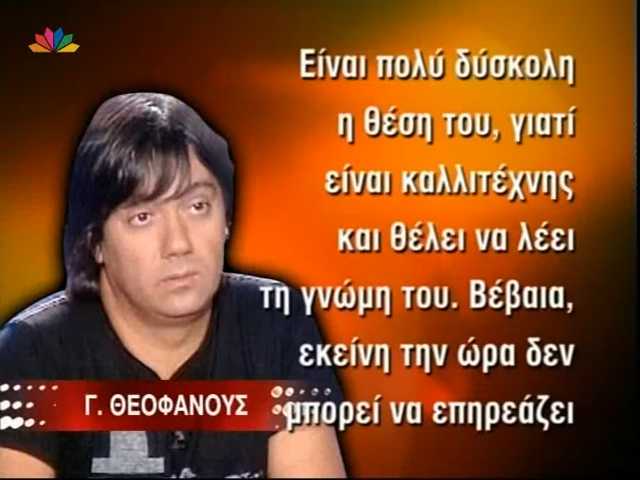 Είναι πολύ δύσκολη
η θέση του, γιατί
είναι καλλιτέχνης
και θέλει να λέει
τη γνώμη του. Βέβαια,
εκείνη την ώρα δεν
μπορεί να επηρεάζει
Γ. ΘΕΟΦΑΝΟΥΣ